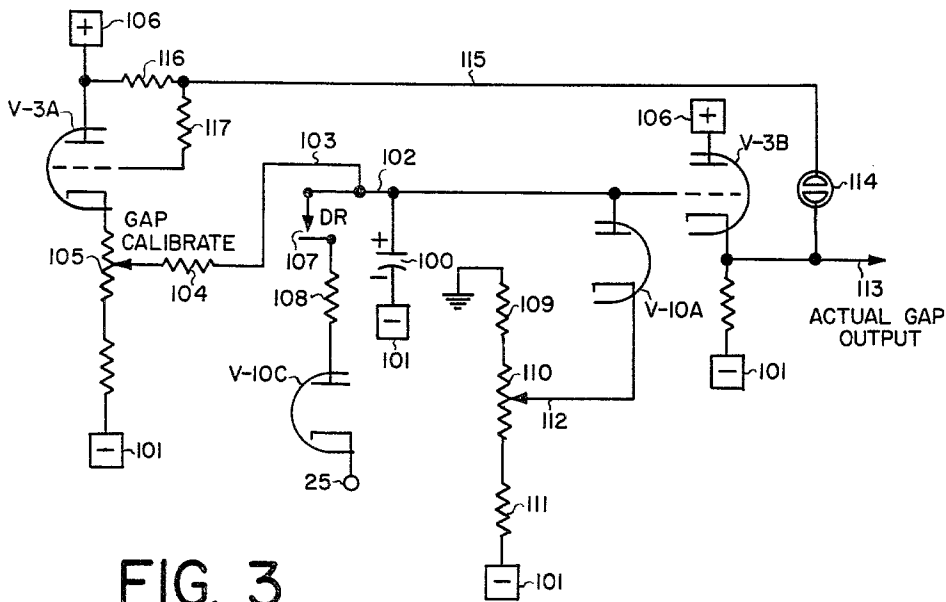 + 106
116
115
V-3A
117
103
102
106 +
V-3B
114
DR
GAP
CALIBRATE
107
+
100
−
105
104
108
109
V-10A
113
101 −
ACTUAL GAP
OUTPUT
110
− 101
V-10C
112
− 101
25
111
FIG. 3
− 101